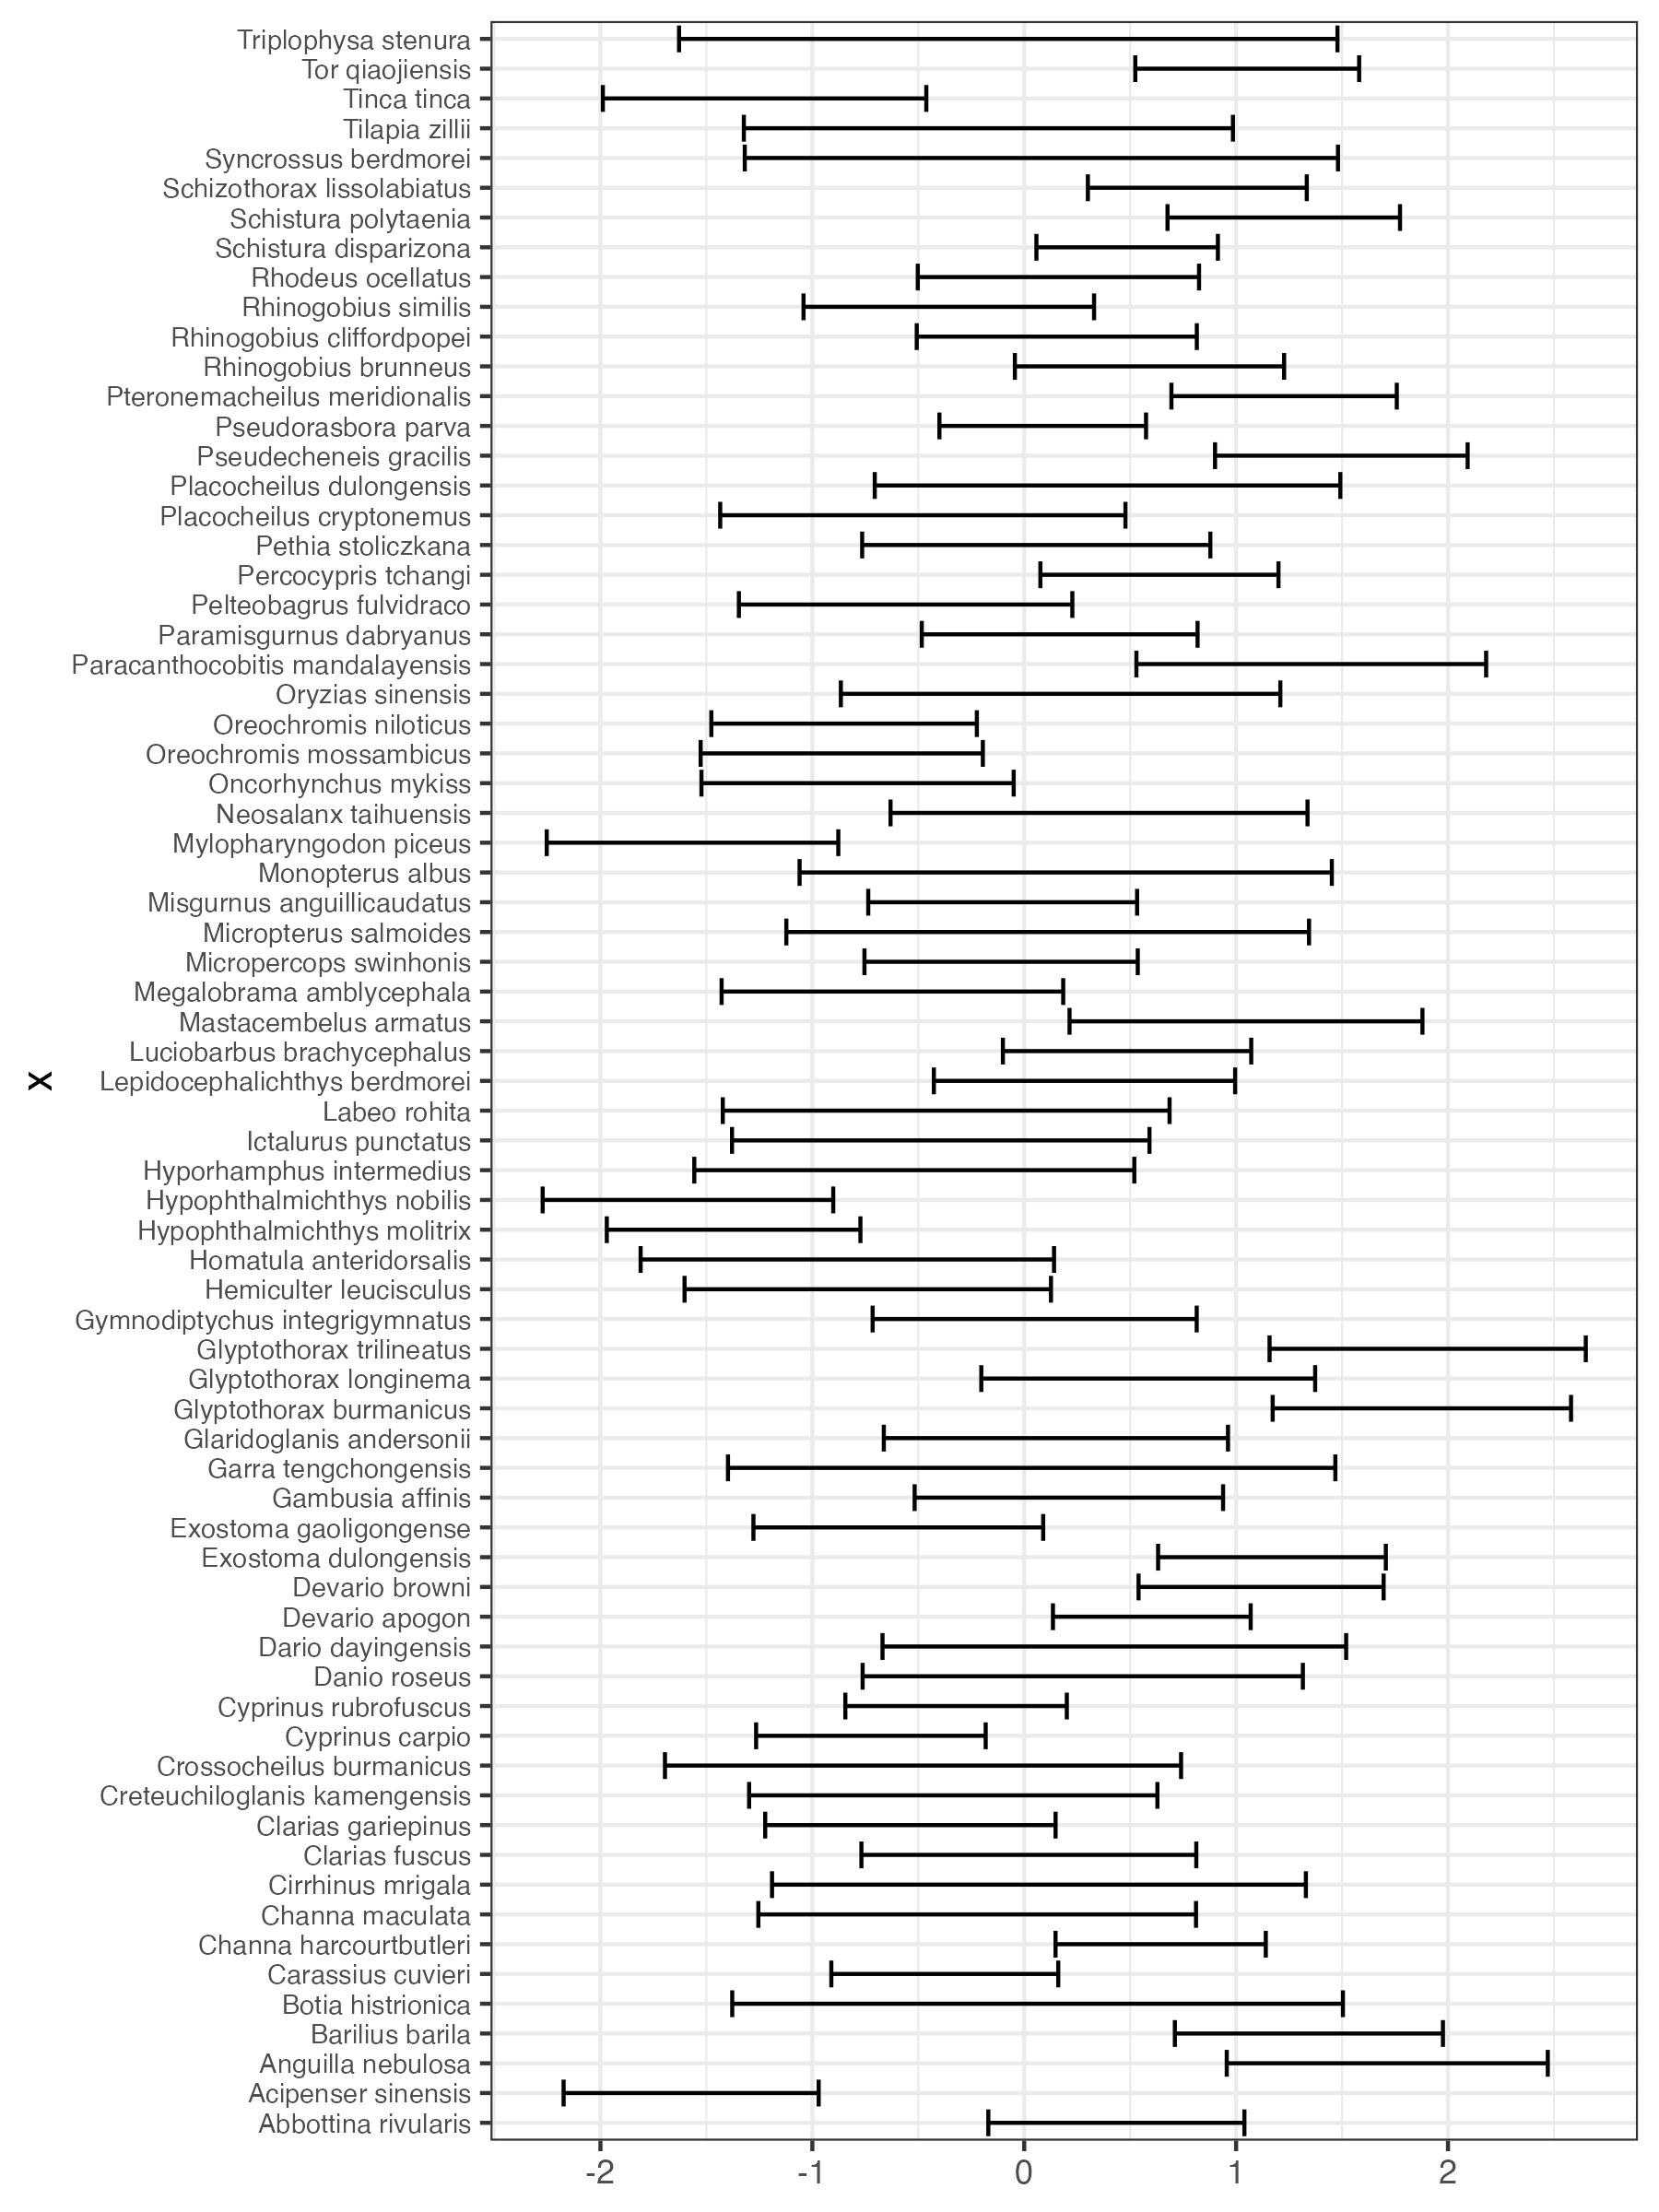 Triplophysa stenura
Tor qiaojiensis
Tinca tinca
Tilapia zillii
Syncrossus berdmorei
Schizothorax lissolabiatus
Schistura polytaenia
Schistura disparizona
Rhodeus ocellatus
Rhinogobius similis
Rhinogobius cliffordpopei
Rhinogobius brunneus
Pteronemacheilus meridionalis
Pseudorasbora parva
Pseudecheneis gracilis
Placocheilus dulongensis
Placocheilus cryptonemus
Pethia stoliczkana
Percocypris tchangi
Pelteobagrus fulvidraco
Paramisgurnus dabryanus
Paracanthocobitis mandalayensis
Oryzias sinensis
Oreochromis niloticus
Oreochromis mossambicus
Oncorhynchus mykiss
Neosalanx taihuensis
Mylopharyngodon piceus
Monopterus albus
Misgurnus anguillicaudatus
Micropterus salmoides
Micropercops swinhonis
Megalobrama amblycephala
Mastacembelus armatus
Luciobarbus brachycephalus
X
Lepidocephalichthys berdmorei
Labeo rohita
Ictalurus punctatus
Hyporhamphus intermedius
Hypophthalmichthys nobilis
Hypophthalmichthys molitrix
Homatula anteridorsalis
Hemiculter leucisculus
Gymnodiptychus integrigymnatus
Glyptothorax trilineatus
Glyptothorax longinema
Glyptothorax burmanicus
Glaridoglanis andersonii
Garra tengchongensis
Gambusia affinis
Exostoma gaoligongense
Exostoma dulongensis
Devario browni
Devario apogon
Dario dayingensis
Danio roseus
Cyprinus rubrofuscus
Cyprinus carpio
Crossocheilus burmanicus
Creteuchiloglanis kamengensis
Clarias gariepinus
Clarias fuscus
Cirrhinus mrigala
Channa maculata
Channa harcourtbutleri
Carassius cuvieri
Botia histrionica
Barilius barila
Anguilla nebulosa
Acipenser sinensis
Abbottina rivularis
-2 -1 0 1 2